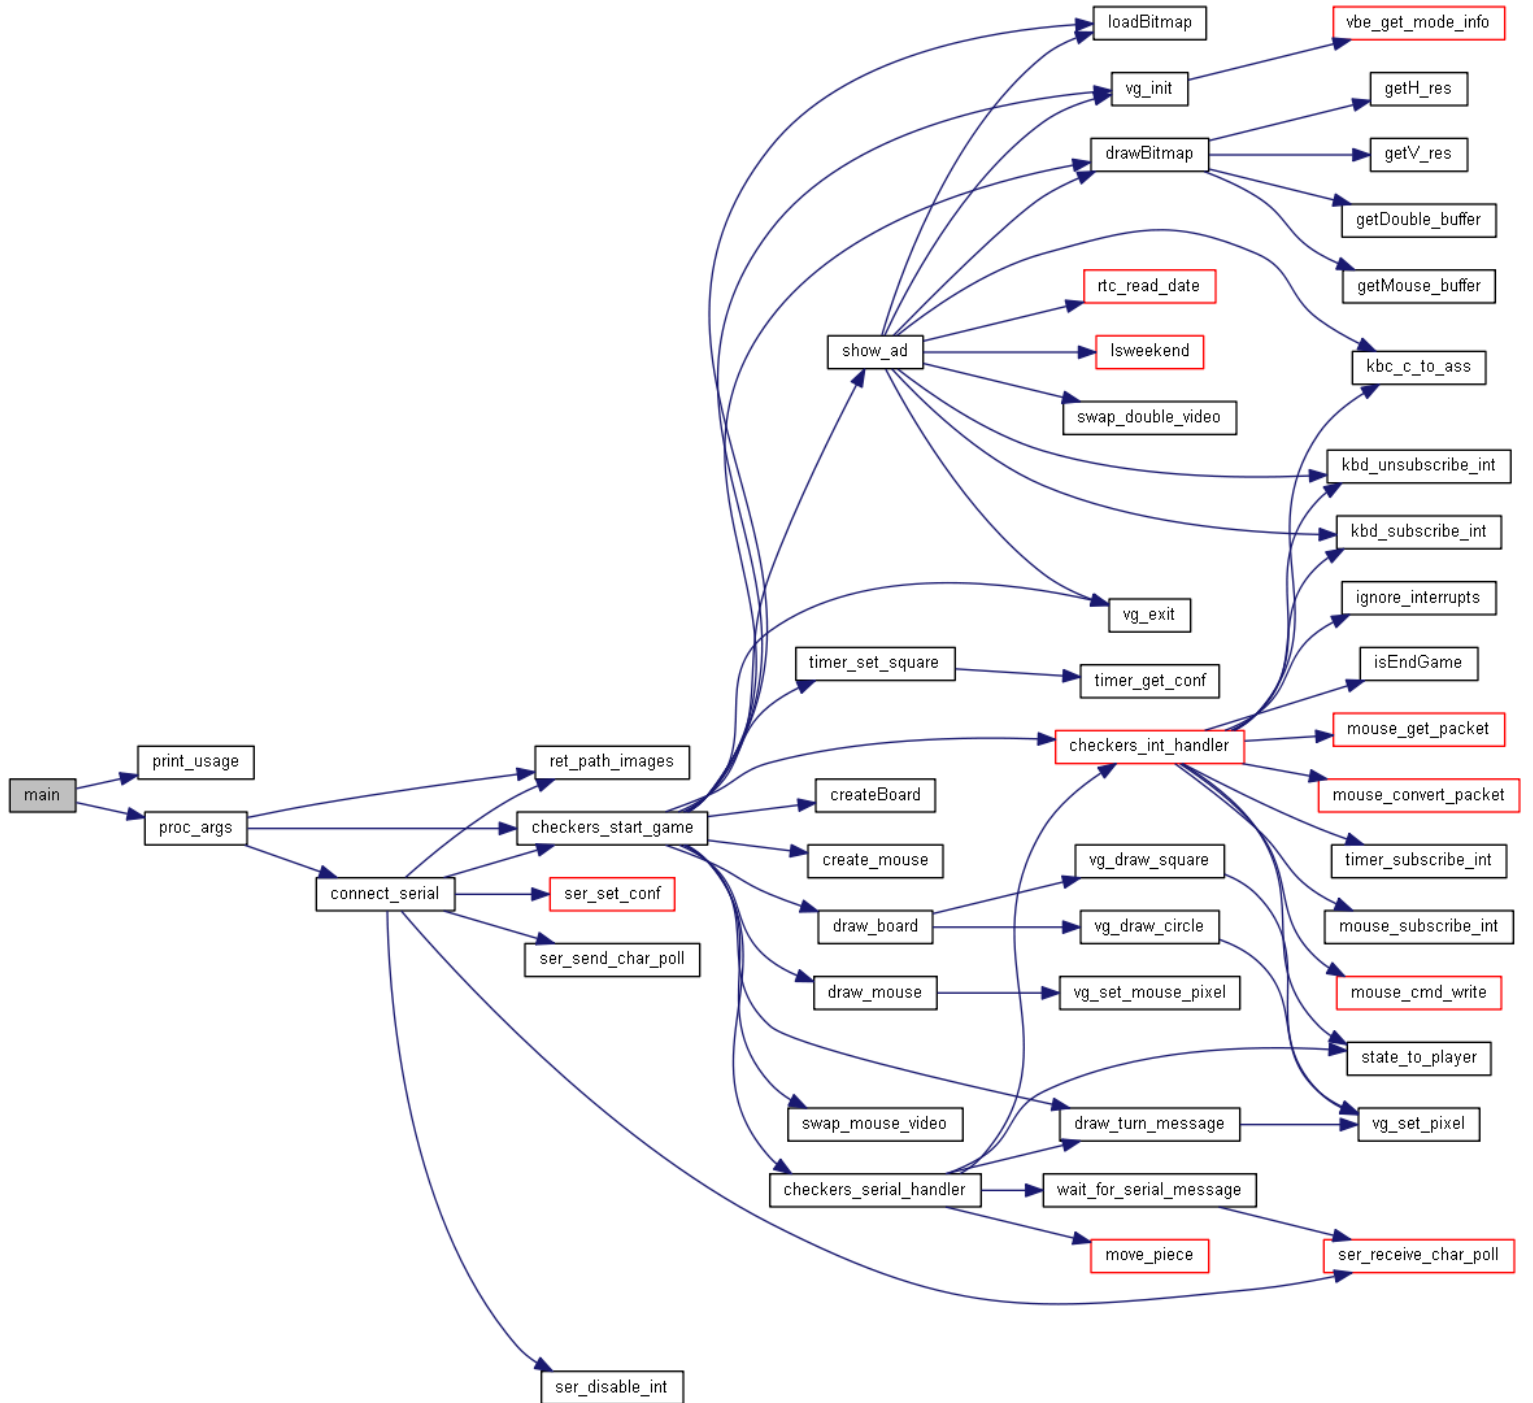 loadBitmap
vbe_get_mode_info
vg_init
getH_res
drawBitmap
getV_res
getDouble_buffer
getMouse_buffer
rtc_read_date
show_ad
Isweekend
kbc_c_to_ass
swap_double_video
kbd_unsubscribe_int
kbd_subscribe_int
ignore_interrupts
vg_exit
timer_set_square
isEndGame
timer_get_conf
mouse_get_packet
checkers_int_handler
print_usage
ret_path_images
main
createBoard
mouse_convert_packet
proc_args
checkers_start_game
create_mouse
vg_draw_square
timer_subscribe_int
connect_serial
ser_set_conf
draw_board
vg_draw_circle
mouse_subscribe_int
ser_send_char_poll
draw_mouse
vg_set_mouse_pixel
mouse_cmd_write
state_to_player
swap_mouse_video
draw_turn_message
vg_set_pixel
checkers_serial_handler
wait_for_serial_message
move_piece
ser_receive_char_poll
ser_disable_int